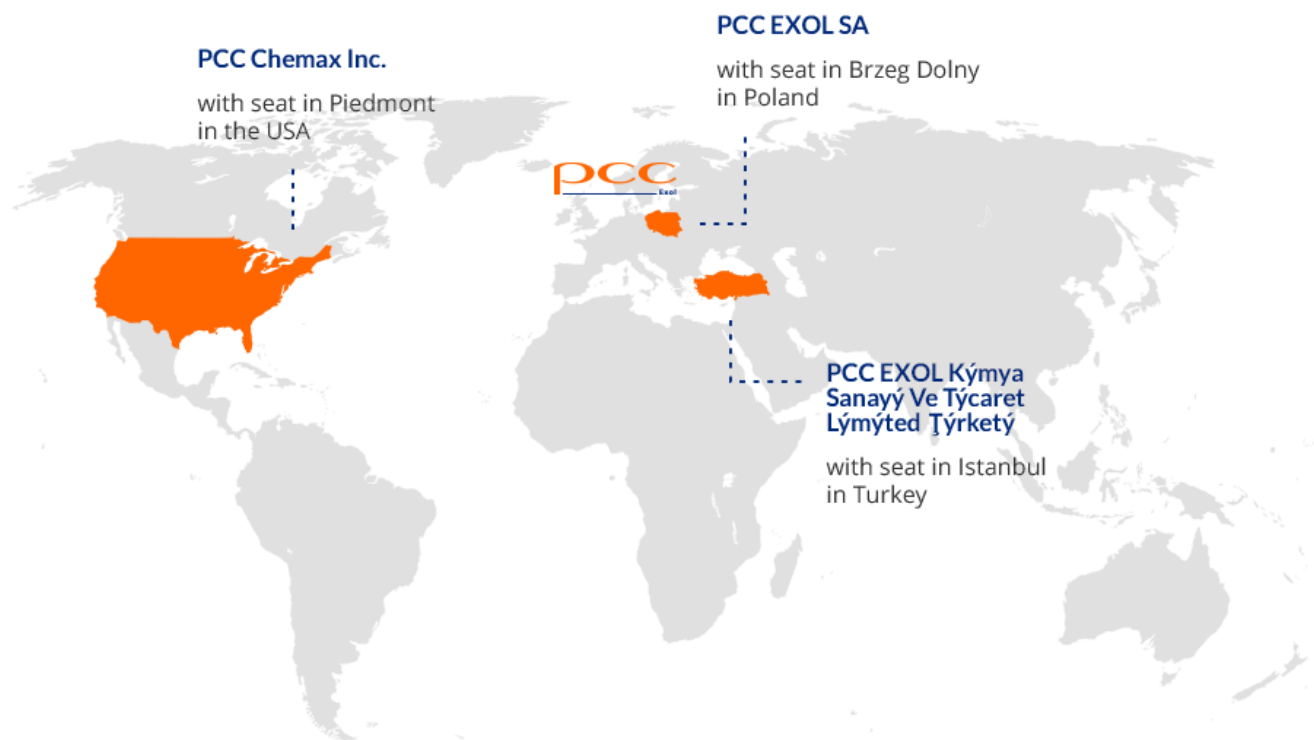 PCC EXOL SA
with seat in Brzeg Dolny
in Poland
PCC Chemax Inc.
with seat in Piedmont
in the USA
pcc
Exol
PCC EXOL Kýmya
Sanayý Ve Týcaret
Lýmýted Ţýrketý
with seat in Istanbul
in Turkey